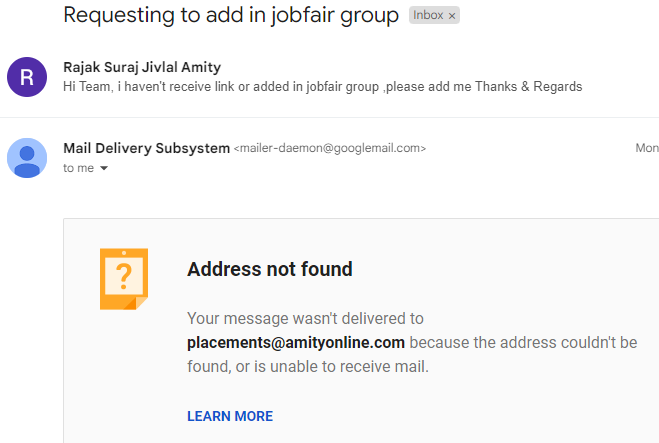 Requesting to add in jobfair group Inbox ×
R
Rajak Suraj Jivlal Amity
Hi Team, i haven't receive link or added in jobfair group ,please add me Thanks & Regards
Mail Delivery Subsystem <mailer-daemon@googlemail.com> Mon
to me
?
Address not found
Your message wasn't delivered to
placements@amityonline.com because the address couldn't be
found, or is unable to receive mail.
LEARN MORE